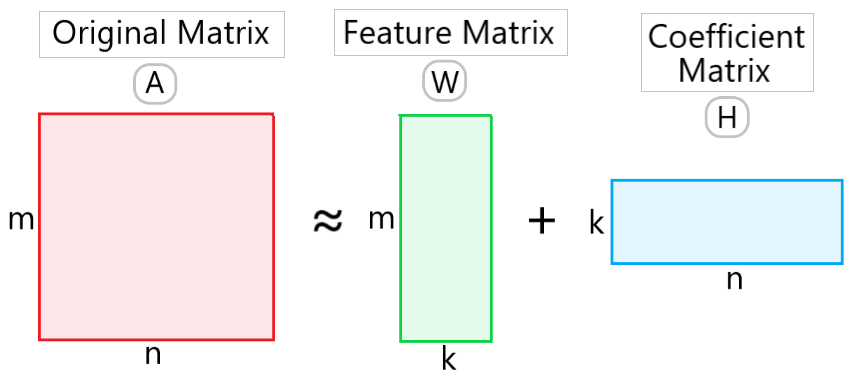 Original Matrix
Feature Matrix
Coefficient
Matrix
A
W
H
m
n
≈
m
k
+
k
n